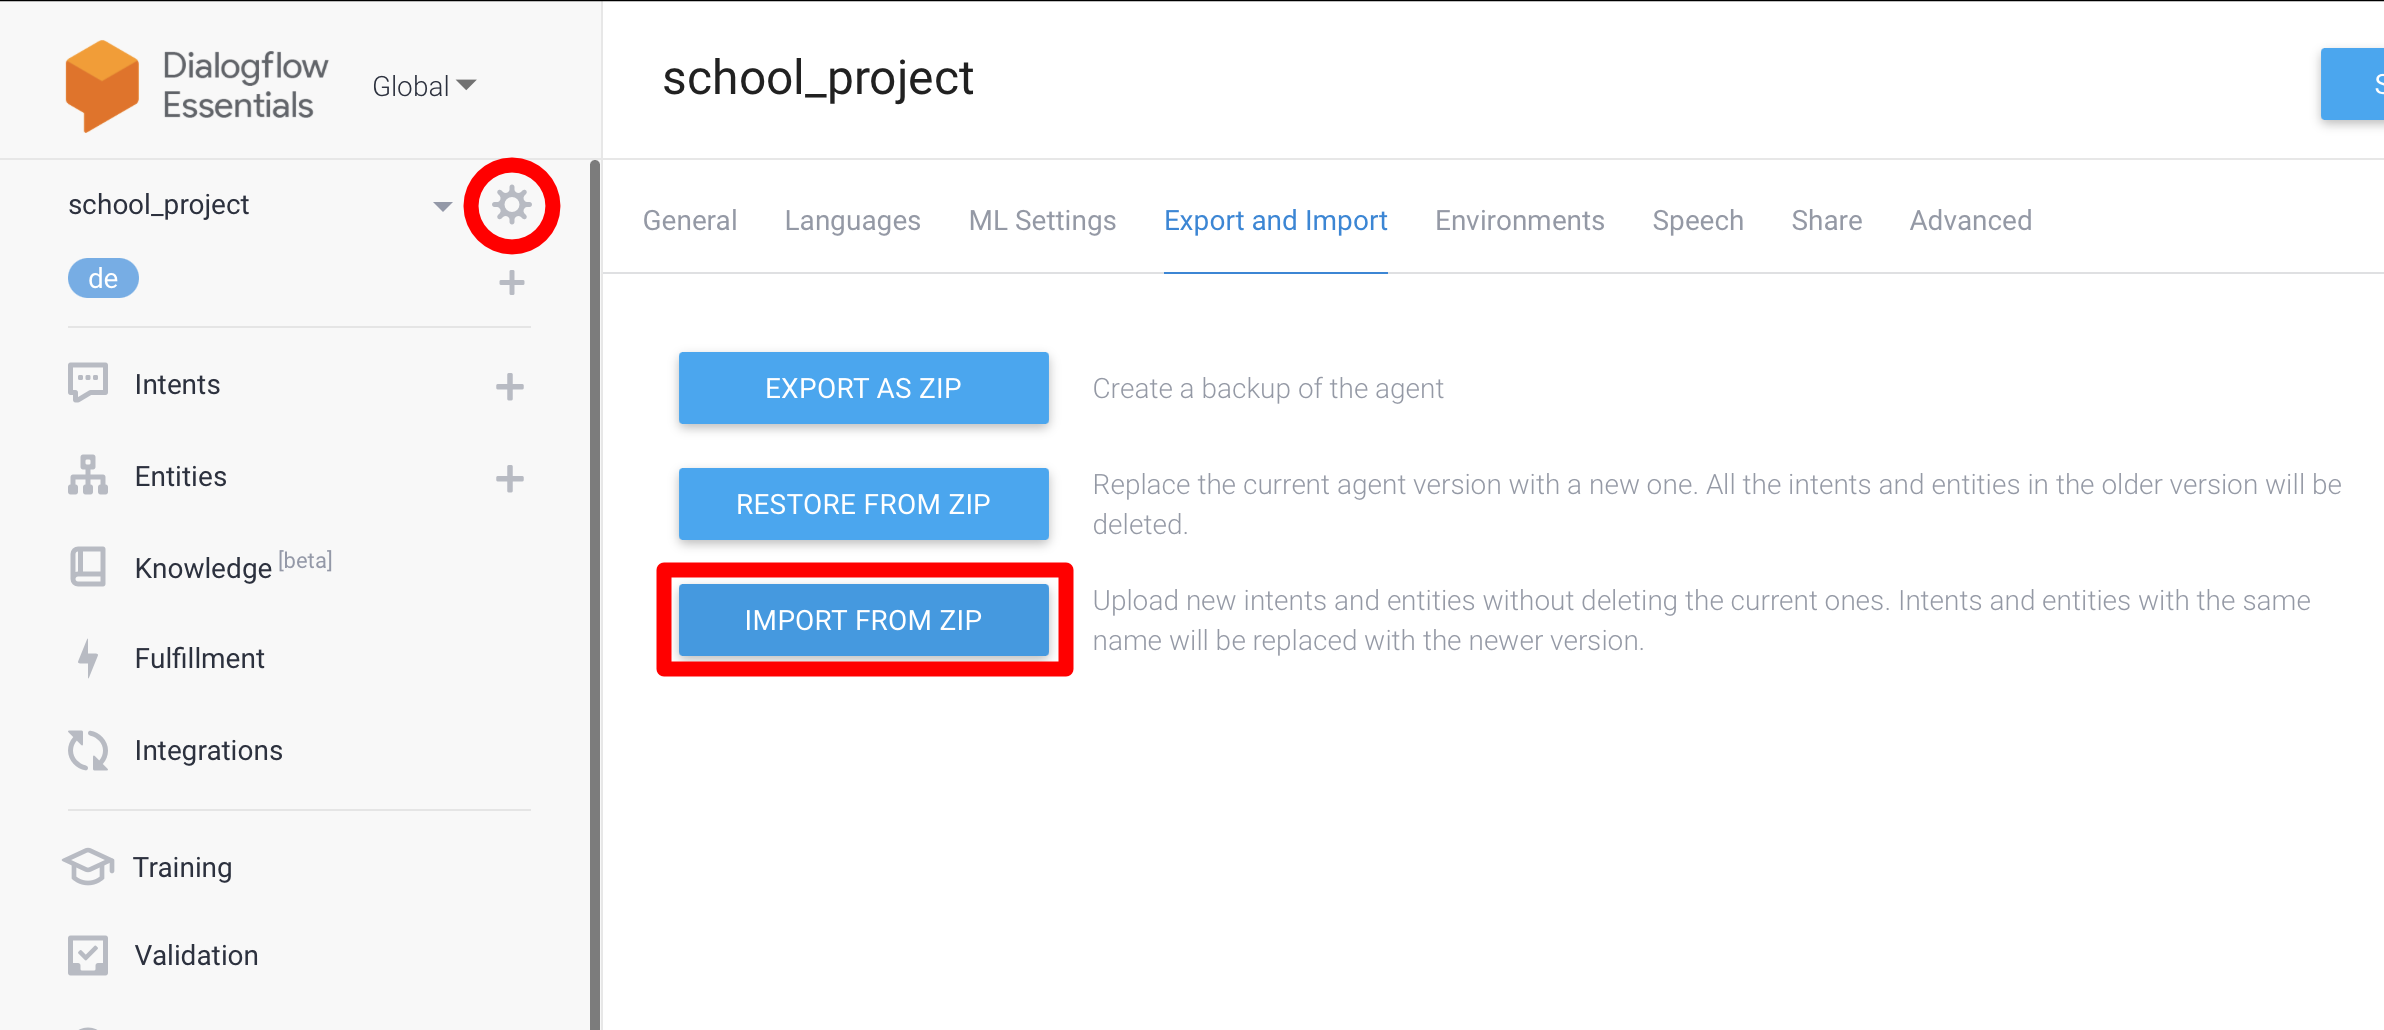 Dialogflow
Essentials
Global
school_project
school_project
de
General Languages ML Settings Export and Import Environments Speech Share Advanced
Intents
Entities
Knowledge [beta]
Fulfillment
Integrations
Training
Validation
EXPORT AS ZIP
Create a backup of the agent
RESTORE FROM ZIP
Replace the current agent version with a new one. All the intents and entities in the older version will be
deleted.
IMPORT FROM ZIP
Upload new intents and entities without deleting the current ones. Intents and entities with the same
name will be replaced with the newer version.